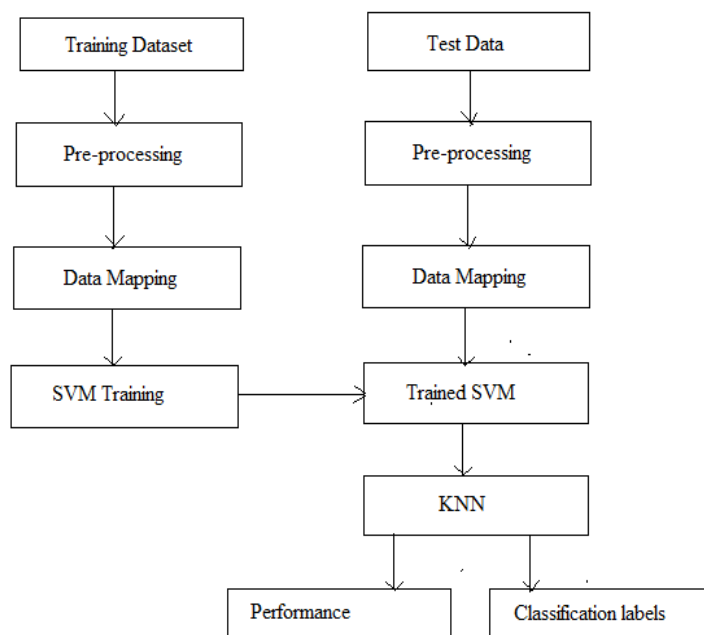 Training Dataset
Test Data
Pre-processing
Pre-processing
Data Mapping
Data Mapping
SVM Training
Trained SVM
KNN
Performance
Classification labels